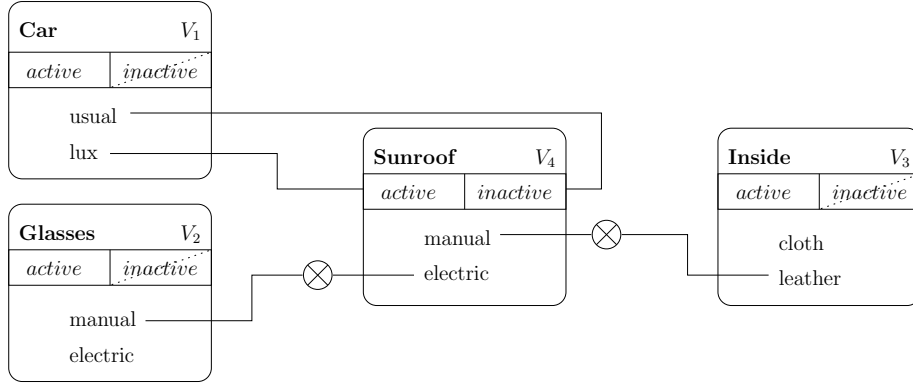 Car V1
active inactive
usual
lux
Glasses V2
active inactive
manual
electric
Sunroof V4
active inactive
manual
electric
Inside V3
active inactive
cloth
leather